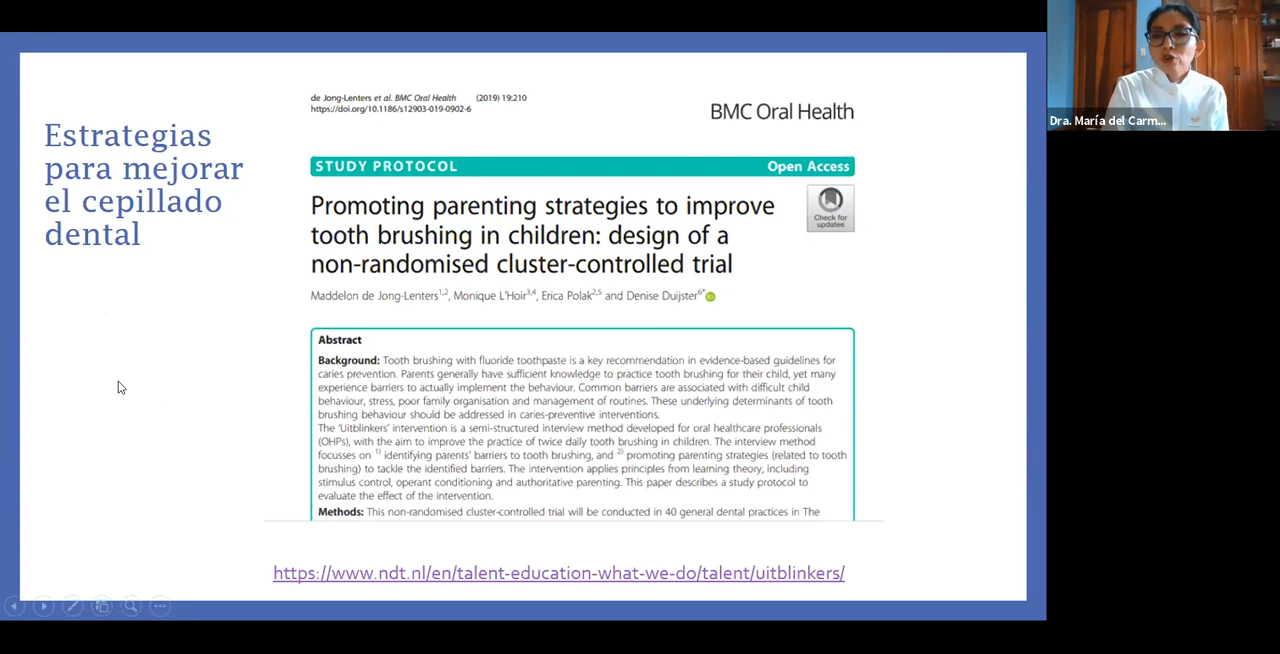 Estrategias
para mejorar
el cepillado
dental
de Jong-Lenters et al. BMC Oral Health (2019) 19:210
https://doi.org/10.1186/s12903-019-0902-6
BMC Oral Health
STUDY PROTOCOL Open Access
Promoting parenting strategies to improve
tooth brushing in children: design of a
non-randomised cluster-controlled trial
Check for
updates
Maddelon de Jong-Lenters1,2, Monique L'Hoir3,4, Erica Polak2,5 and Denise Duijster6*
Abstract
Background: Tooth brushing with fluoride toothpaste is a key recommendation in evidence-based guidelines for
caries prevention. Parents generally have sufficient knowledge to practice tooth brushing for their child, yet many
experience barriers to actually implement the behaviour. Common barriers are associated with difficult child
behaviour, stress, poor family organisation and management of routines. These underlying determinants of tooth
brushing behaviour should be addressed in caries-preventive interventions.
The 'Uitblinkers' intervention is a semi-structured interview method developed for oral healthcare professionals
(OHPs), with the aim to improve the practice of twice daily tooth brushing in children. The interview method
focusses on 1) identifying parents' barriers to tooth brushing, and 2) promoting parenting strategies (related to tooth
brushing) to tackle the identified barriers. The intervention applies principles from learning theory, including
stimulus control, operant conditioning and authoritative parenting. This paper describes a study protocol to
evaluate the effect of the intervention.
Methods: This non-randomised cluster-controlled trial will be conducted in 40 general dental practices in The
https://www.ndt.nl/en/talent-education-what-we-do/talent/uitblinkers/
Dra. María del Carm...